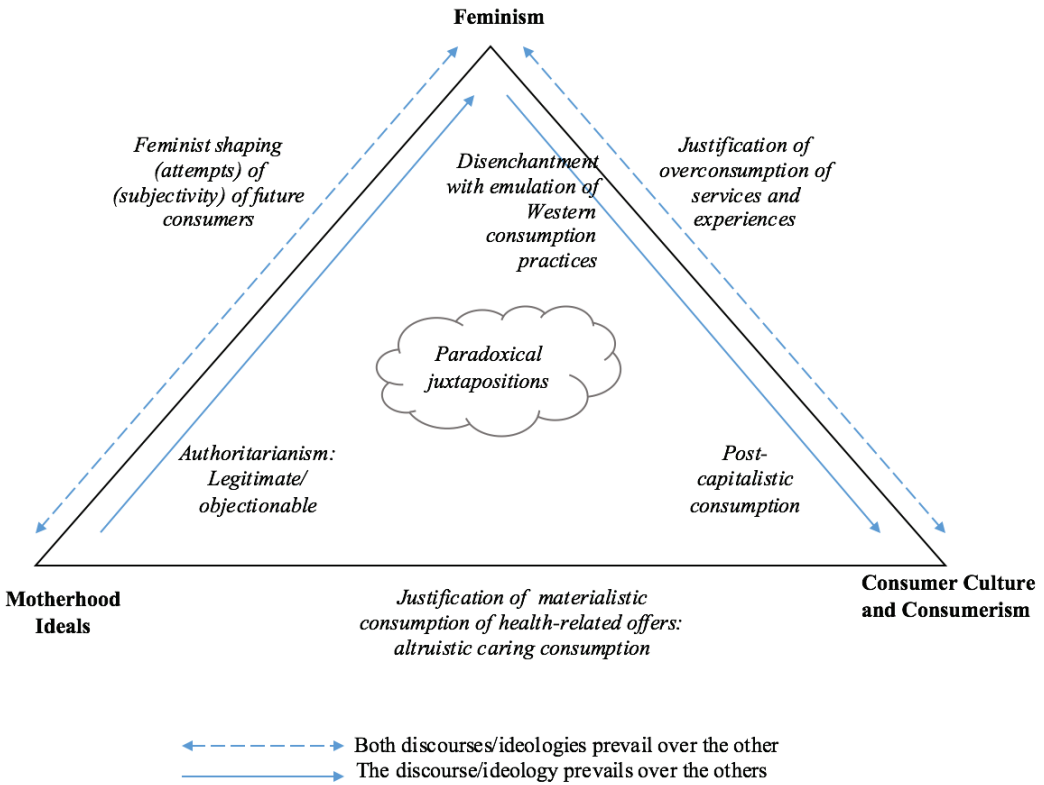 Feminism
Feminist shaping
(attempts) of
(subjectivity) of future
consumers
Disenchantment
with emulation of
Western
consumption
practices
Justification of
overconsumption of
services and
experiences
Paradoxical
juxtapositions
Authoritarianism:
Legitimate/
objectionable
Post-
capitalistic
consumption
Motherhood
Ideals
Justification of materialistic
consumption of health-related offers:
altruistic caring consumption
Consumer Culture
and Consumerism
Both discourses/ideologies prevail over the other
The discourse/ideology prevails over the others